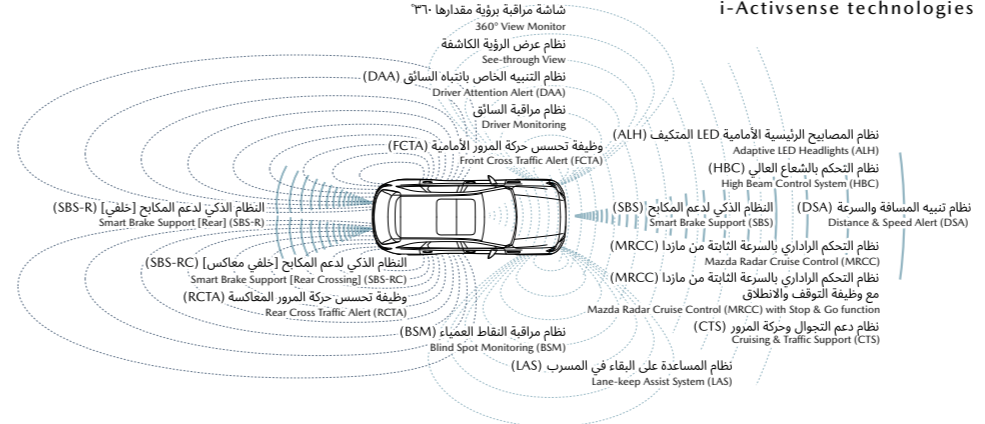 i-Activsense technologies
شاشة مراقبة برؤية مقدارها ٣٦٠°
360° View Monitor
نظام عرض الرؤية الكاشفة
See-through View
نظام التنبيه الخاص بانتباه السائق (DAA)
Driver Attention Alert (DAA)
نظام مراقبة السائق
Driver Monitoring
وظيفة تحسس حركة المرور الأمامية (FCTA)
Front Cross Traffic Alert (FCTA)
نظام المصابيح الرئيسية الأمامية LED المتكيف (ALH)
Adaptive LED Headlights (ALH)
نظام التحكم بالشعاع العالي (HBC)
High Beam Control System (HBC)
نظام تنبيه المسافة والسرعة (DSA)
Distance & Speed Alert (DSA)
النظام الذكي لدعم المكابح (SBS)
Smart Brake Support (SBS)
النظام الذكي لدعم المكابح [خلفي] (SBS-R)
Smart Brake Support [Rear] (SBS-R)
نظام التحكم الراداري بالسرعة الثابتة من مازدا (MRCC)
Mazda Radar Cruise Control (MRCC)
نظام التحكم الراداري بالسرعة الثابتة من مازدا (MRCC)
مع وظيفة التوقف والانطلاق
Mazda Radar Cruise Control (MRCC) with Stop & Go function
نظام دعم التجوال وحركة المرور (CTS)
Cruising & Traffic Support (CTS)
النظام الذكي لدعم المكابح [خلفي معاكس] (SBS-RC)
Smart Brake Support [Rear Crossing] (SBS-RC)
وظيفة تحسس حركة المرور المعاكسة (RCTA)
Rear Cross Traffic Alert (RCTA)
نظام مراقبة النقاط العمياء (BSM)
Blind Spot Monitoring (BSM)
نظام المساعدة على البقاء في المسرب (LAS)
Lane-keep Assist System (LAS)